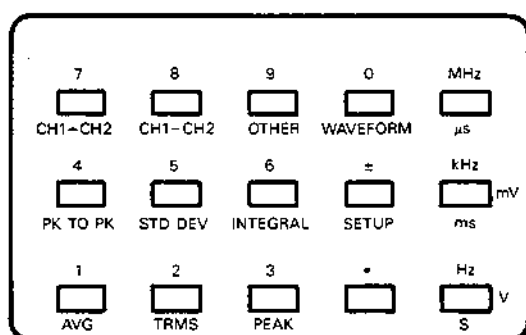 7 8 9 0 MHz
CH1-CH2 CH1-CH2 OTHER WAVEFORM µs
4 5 6 ± kHz
mV
PK TO PK STD DEV INTEGRAL SETUP ms
1 2 3 • Hz
V
AVG TRMS PEAK S